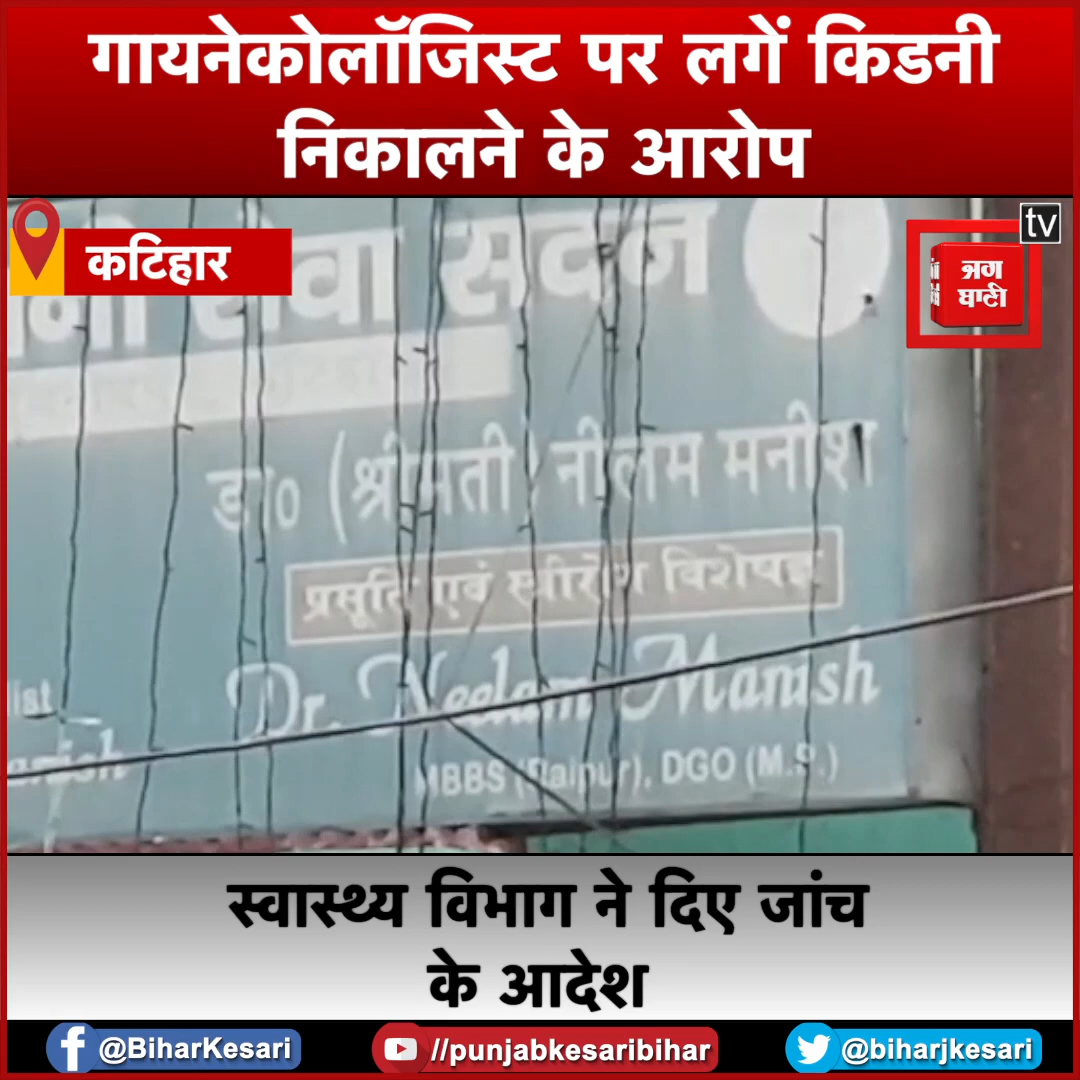 गायनेकोलॉजिस्ट पर लगें किडनी
निकालने के आरोप
tv
कटिहार
सेवा सदन
डा० (श्रीमती) नीलम मनीश
प्रसूति एवं स्त्रीरोग विशेषज्ञ
Dr. Neelam Manish
MBBS (Raipur), DGO (M.P.)
स्वास्थ्य विभाग ने दिए जांच
के आदेश
@BiharKesari
//punjabkesaribihar
@biharjkesari